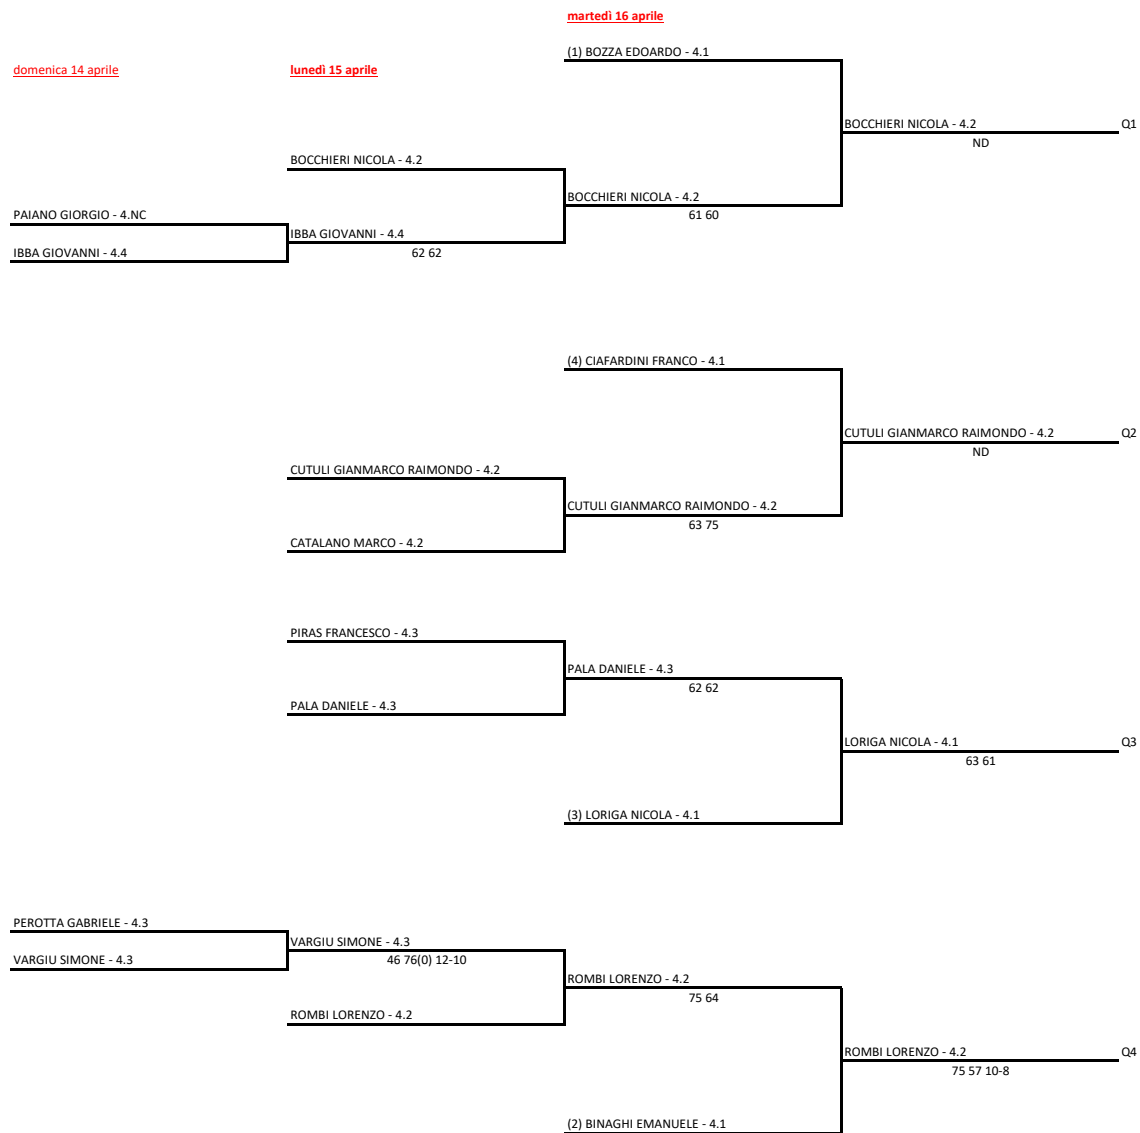 martedì 16 aprile
(1) BOZZA EDOARDO - 4.1
domenica 14 aprile
lunedì 15 aprile
BOCCHIERI NICOLA - 4.2
Q1
ND
BOCCHIERI NICOLA - 4.2
BOCCHIERI NICOLA - 4.2
61 60
PAIANO GIORGIO - 4.NC
IBBA GIOVANNI - 4.4
62 62
IBBA GIOVANNI - 4.4
(4) CIAFARDINI FRANCO - 4.1
CUTULI GIANMARCO RAIMONDO - 4.2
Q2
ND
CUTULI GIANMARCO RAIMONDO - 4.2
CUTULI GIANMARCO RAIMONDO - 4.2
63 75
CATALANO MARCO - 4.2
PIRAS FRANCESCO - 4.3
PALA DANIELE - 4.3
62 62
PALA DANIELE - 4.3
LORIGA NICOLA - 4.1
Q3
63 61
(3) LORIGA NICOLA - 4.1
PEROTTA GABRIELE - 4.3
VARGIU SIMONE - 4.3
46 76(0) 12-10
VARGIU SIMONE - 4.3
ROMBI LORENZO - 4.2
75 64
ROMBI LORENZO - 4.2
ROMBI LORENZO - 4.2
Q4
75 57 10-8
(2) BINAGHI EMANUELE - 4.1